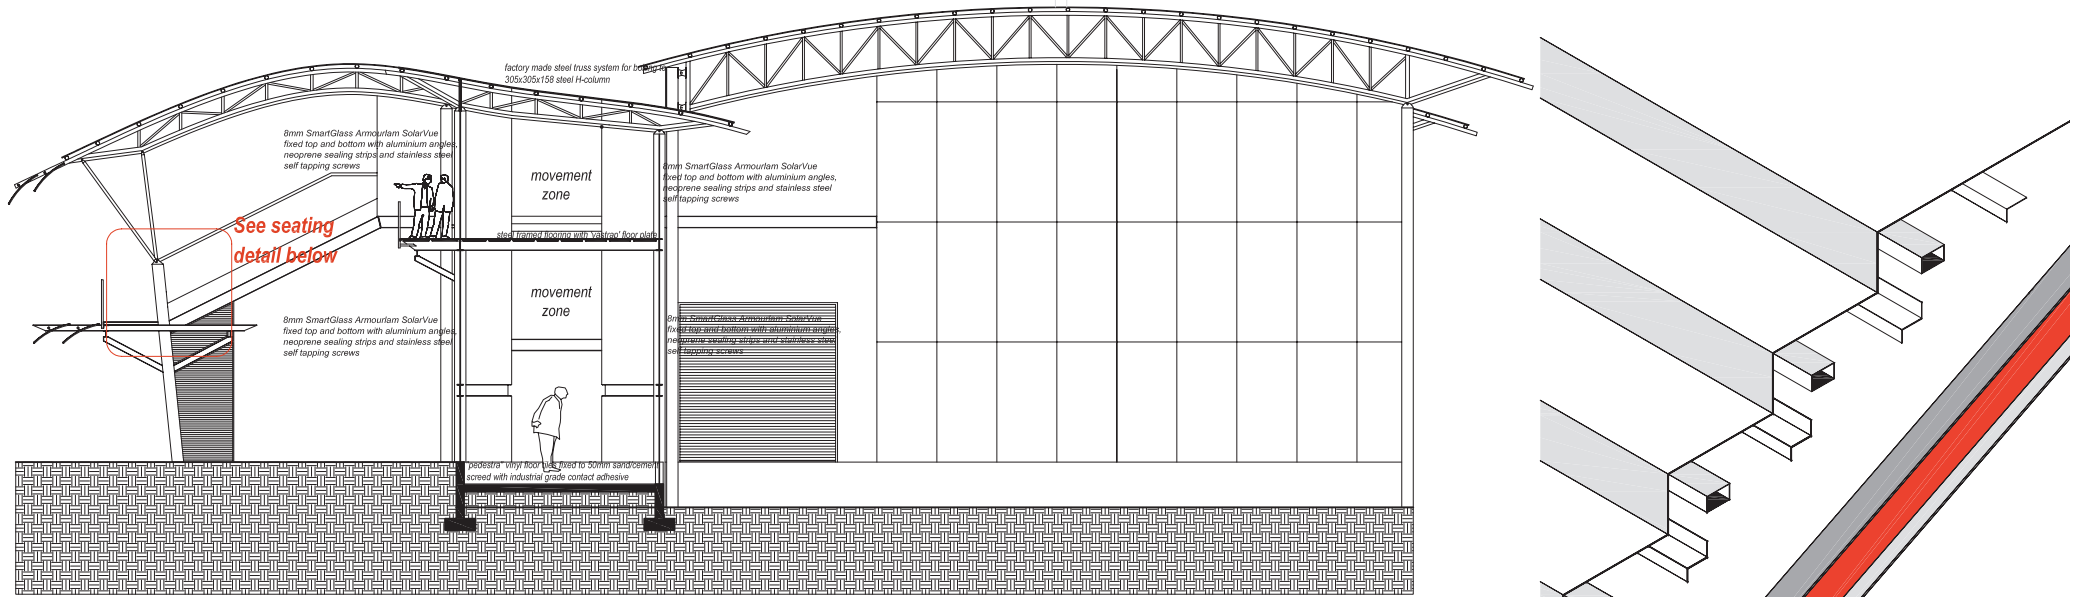 factory made steel truss system for bolting to
305x305x158 steel H-column
8mm SmartGlass Armourlam SolarVue
fixed top and bottom with aluminium angles,
neoprene sealing strips and stainless steel
self tapping screws
movement
zone
8mm SmartGlass Armourlam SolarVue
fixed top and bottom with aluminium angles,
neoprene sealing strips and stainless steel
self tapping screws
See seating
detail below
steel framed flooring with 'vastrap' floor plate
movement
zone
8mm SmartGlass Armourlam SolarVue
fixed top and bottom with aluminium angles,
neoprene sealing strips and stainless steel
self tapping screws
8mm SmartGlass Armourlam SolarVue
fixed top and bottom with aluminium angles,
neoprene sealing strips and stainless steel
self tapping screws
"pedestra" vinyl floor tiles fixed to 50mm sand/cement
screed with industrial grade contact adhesive